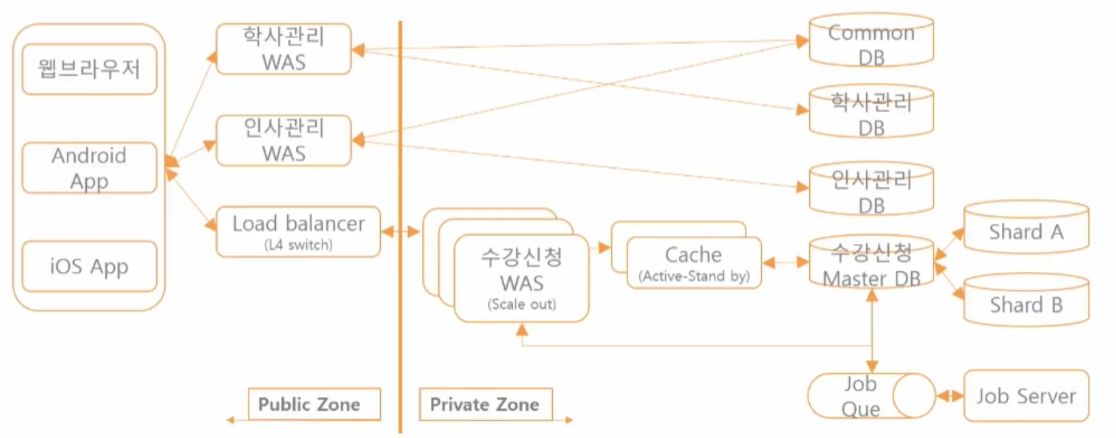 웹브라우저
Android
App
iOS App
학사관리
WAS
인사관리
WAS
Load balancer
(L4 switch)
Public Zone
Private Zone
수강신청
WAS
(Scale out)
Cache
(Active-Stand by)
Common
DB
학사관리
DB
인사관리
DB
수강신청
Master DB
Shard A
Shard B
Job
Que
Job Server